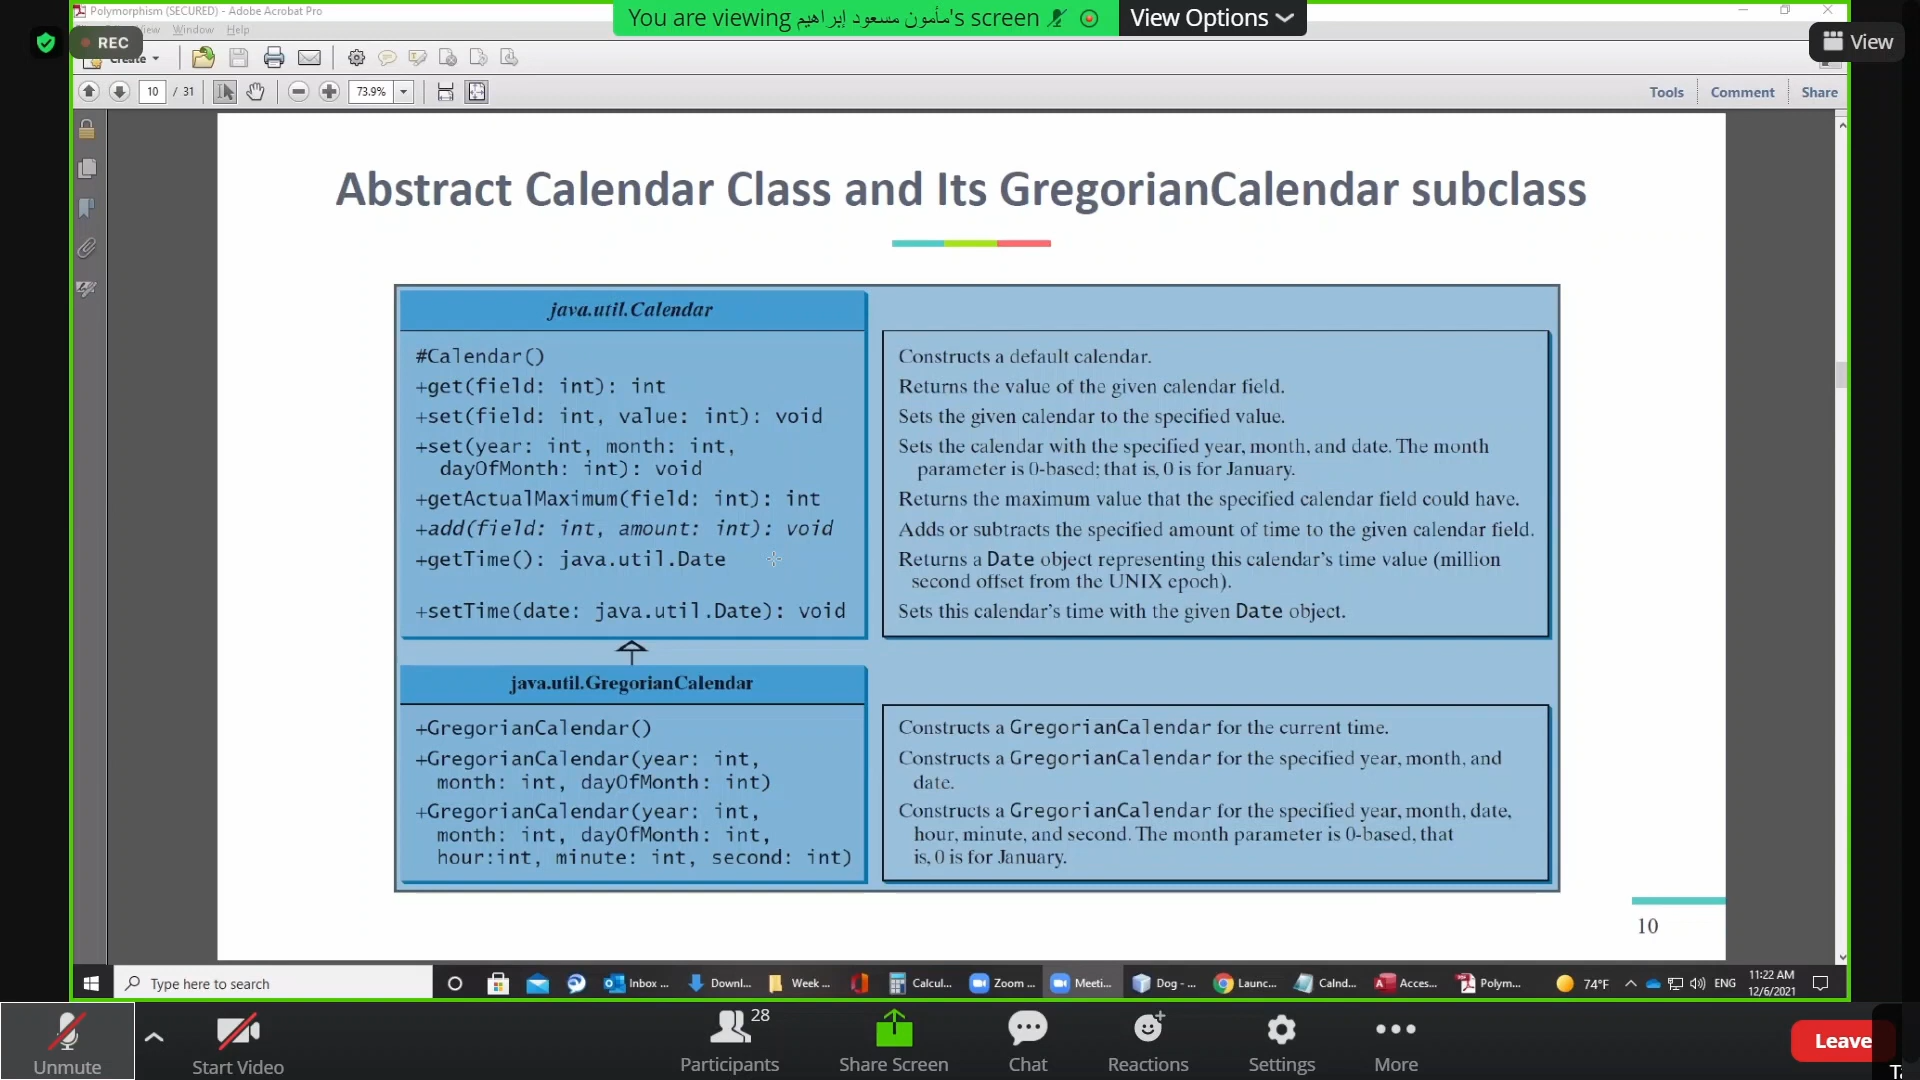 Polymorphism (SECURED) - Adobe Acrobat Pro
You are viewing مأمون مسعود إبراهيم's screen
View Options
View
REC
Window Help
Create
10 / 31
73.9%
Tools
Comment
Share
Abstract Calendar Class and Its GregorianCalendar subclass
java.util.Calendar
#Calendar()
Constructs a default calendar.
+get(field: int): int
Returns the value of the given calendar field.
+set(field: int, value: int): void
Sets the given calendar to the specified value.
+set(year: int, month: int,
dayOfMonth: int): void
Sets the calendar with the specified year, month, and date. The month
parameter is 0-based; that is, 0 is for January.
+getActualMaximum(field: int): int
Returns the maximum value that the specified calendar field could have.
+add(field: int, amount: int): void
Adds or subtracts the specified amount of time to the given calendar field.
+getTime(): java.util.Date
Returns a Date object representing this calendar's time value (million
second offset from the UNIX epoch).
+setTime(date: java.util.Date): void
Sets this calendar's time with the given Date object.
java.util.GregorianCalendar
+GregorianCalendar()
Constructs a GregorianCalendar for the current time.
+GregorianCalendar(year: int,
month: int, dayOfMonth: int)
Constructs a GregorianCalendar for the specified year, month, and
date.
+GregorianCalendar(year: int,
month: int, dayOfMonth: int,
hour:int, minute: int, second: int)
Constructs a GregorianCalendar for the specified year, month, date,
hour, minute, and second. The month parameter is 0-based, that
is, 0 is for January.
10
Type here to search
Inbox ...
Downl...
Week ...
Calcul...
Zoom ...
Meeti...
Dog - ...
Launc...
Calnd...
Acces...
Polym...
74°F
ENG
11:22 AM
12/6/2021
Unmute
Start Video
28
Participants
Share Screen
Chat
Reactions
Settings
More
Leave